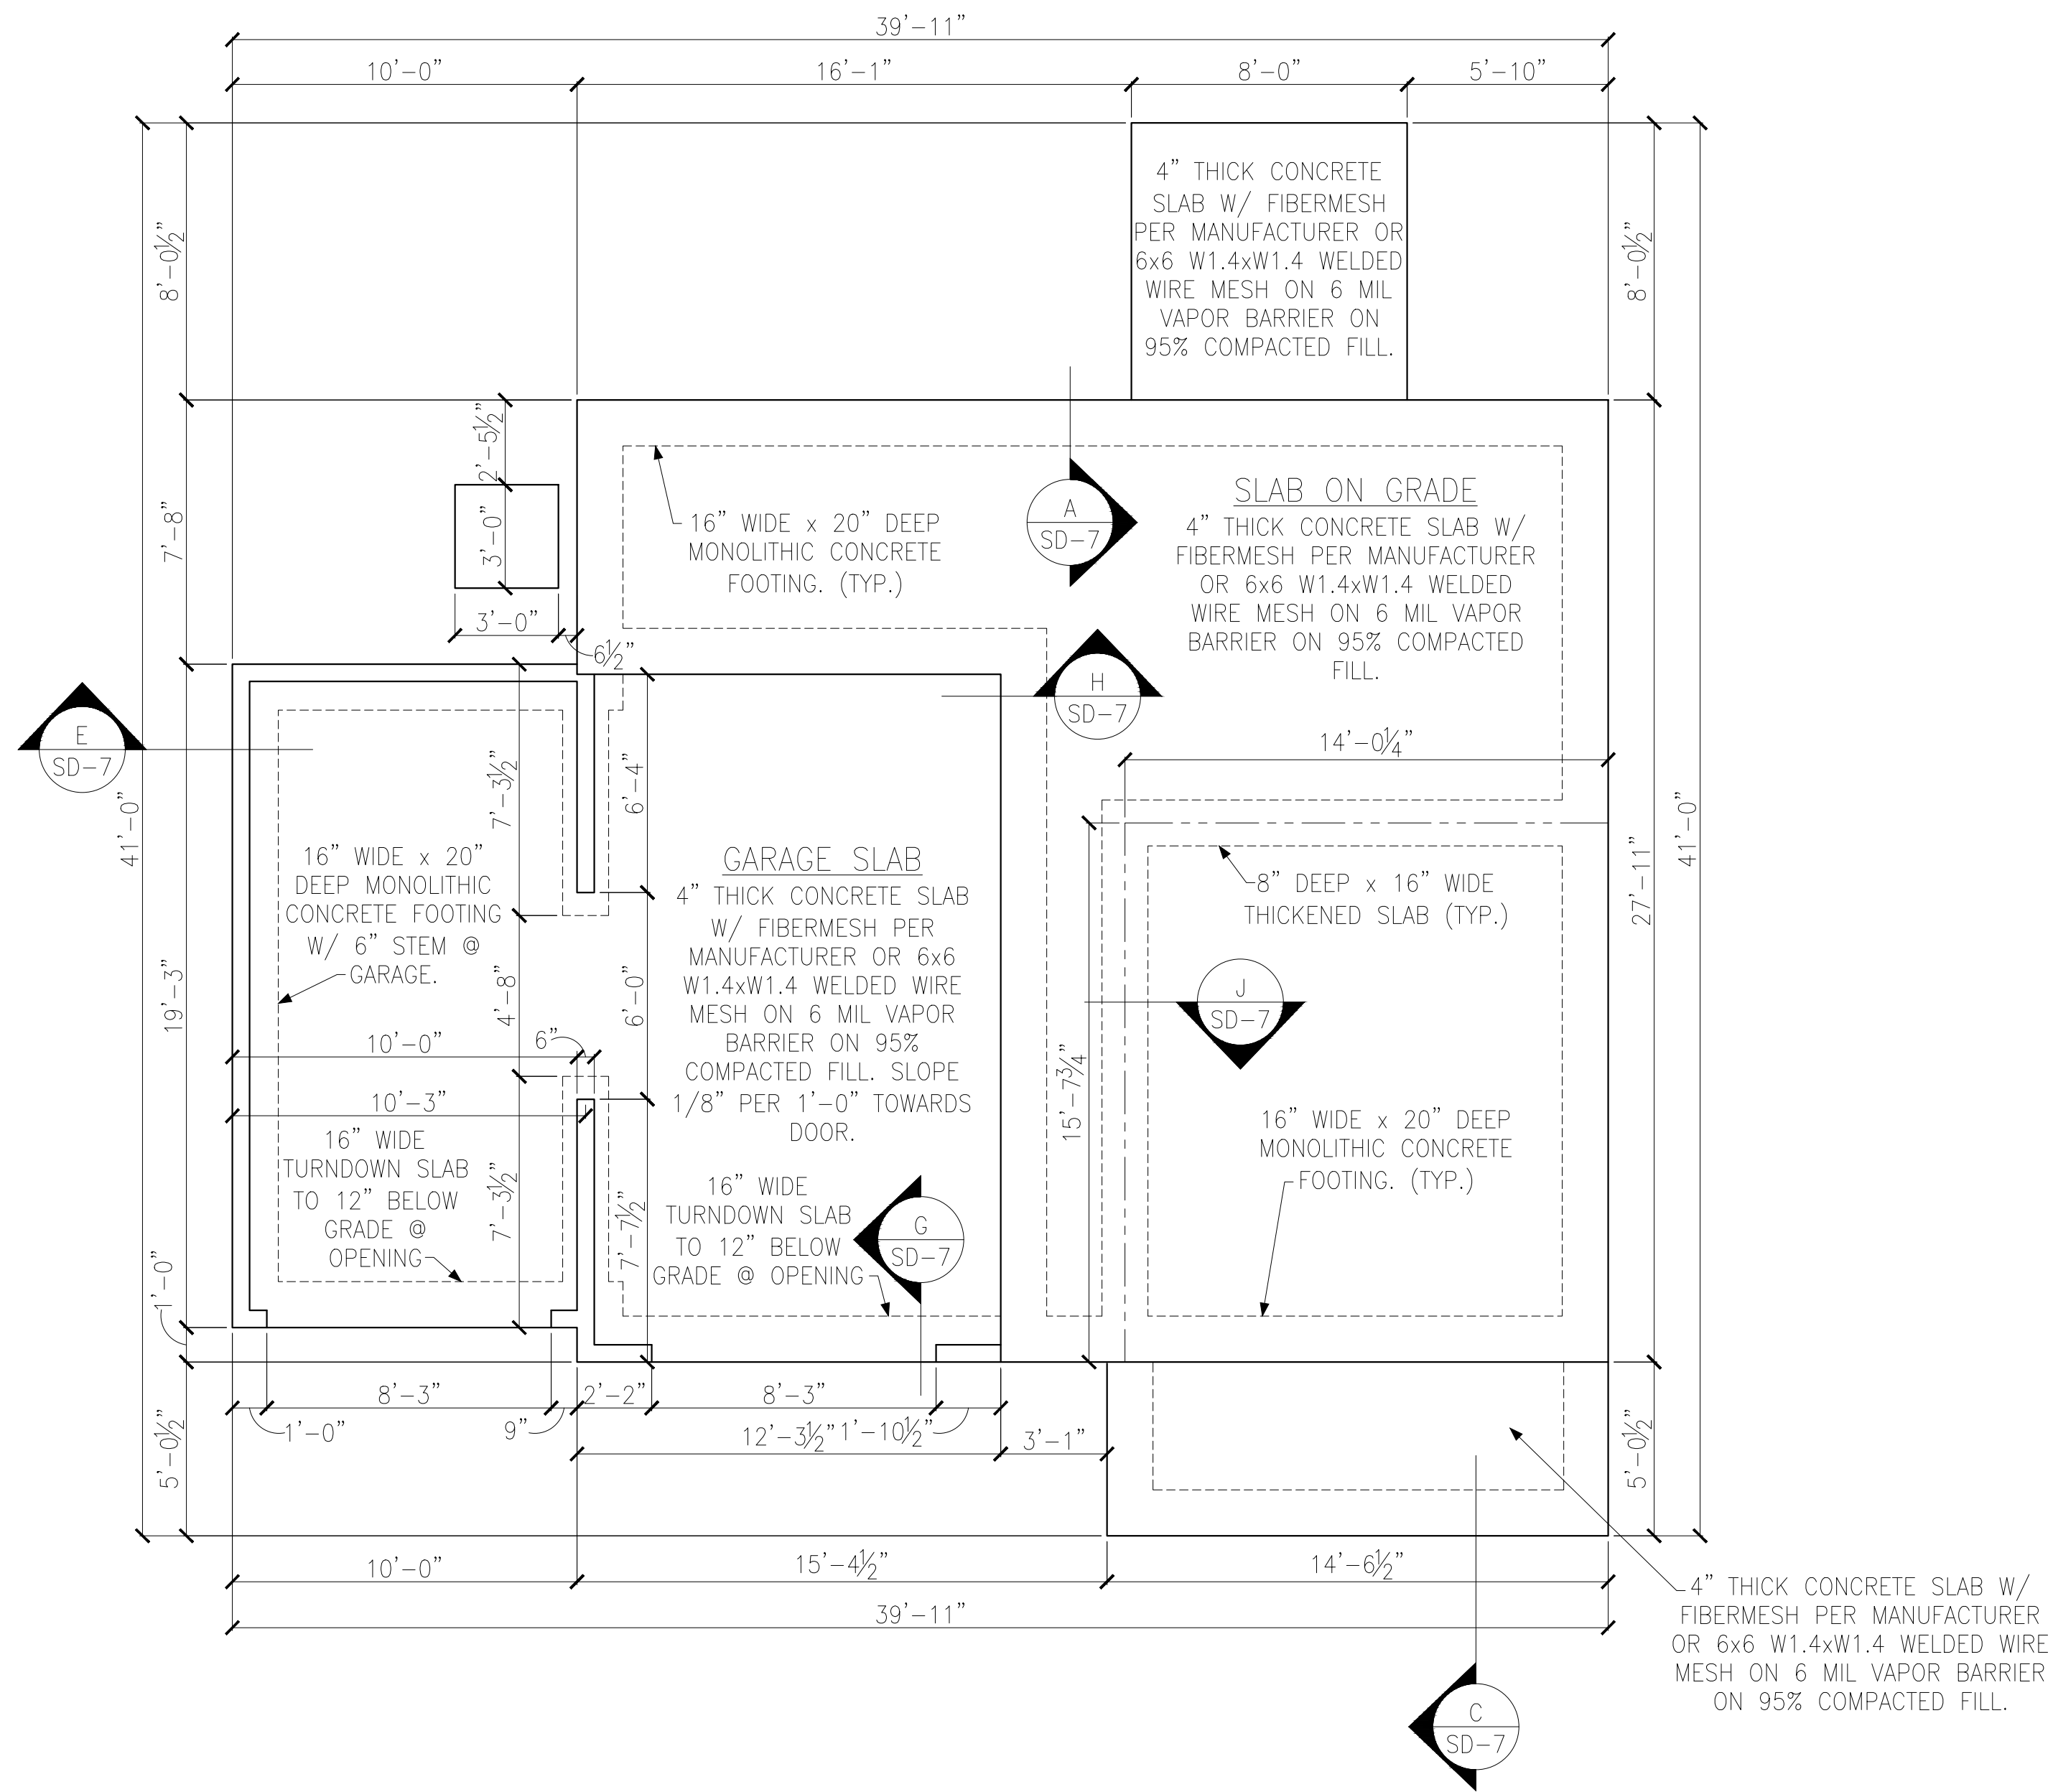 39'-11"
10'-0"
16'-1"
8'-0"
5'-10"
4" THICK CONCRETE
SLAB W/ FIBERMESH
PER MANUFACTURER OR
6x6 W1.4xW1.4 WELDED
WIRE MESH ON 6 MIL
VAPOR BARRIER ON
95% COMPACTED FILL.
8'-0½"
8'-0½"
2'-5½"
3'-0"
7'-8"
3'-0"
6½"
16" WIDE x 20" DEEP
MONOLITHIC CONCRETE
FOOTING. (TYP.)
A
SD-7
SLAB ON GRADE
4" THICK CONCRETE SLAB W/
FIBERMESH PER MANUFACTURER
OR 6x6 W1.4xW1.4 WELDED
WIRE MESH ON 6 MIL VAPOR
BARRIER ON 95% COMPACTED
FILL.
H
SD-7
E
SD-7
14'-0¼"
41'-0"
7'-3½"
6'-4"
27'-11"
41'-0"
16" WIDE x 20"
DEEP MONOLITHIC
CONCRETE FOOTING
W/ 6" STEM @
GARAGE.
GARAGE SLAB
4" THICK CONCRETE SLAB
W/ FIBERMESH PER
MANUFACTURER OR 6x6
W1.4xW1.4 WELDED WIRE
MESH ON 6 MIL VAPOR
BARRIER ON 95%
COMPACTED FILL. SLOPE
1/8" PER 1'-0" TOWARDS
DOOR.
8" DEEP x 16" WIDE
THICKENED SLAB (TYP.)
19'-3"
4'-8"
6'-0"
10'-0"
6"
10'-3"
J
SD-7
15'-7¾"
16" WIDE
TURNDOWN SLAB
TO 12" BELOW
GRADE @
OPENING
7'-3½"
7'-7½"
16" WIDE
TURNDOWN SLAB
TO 12" BELOW
GRADE @ OPENING
G
SD-7
16" WIDE x 20" DEEP
MONOLITHIC CONCRETE
FOOTING. (TYP.)
1'-0"
8'-3"
2'-2"
8'-3"
1'-0"
9"
12'-3½"
1'-10½"
3'-1"
5'-0½"
5'-0½"
10'-0"
15'-4½"
14'-6½"
39'-11"
4" THICK CONCRETE SLAB W/
FIBERMESH PER MANUFACTURER
OR 6x6 W1.4xW1.4 WELDED WIRE
MESH ON 6 MIL VAPOR BARRIER
ON 95% COMPACTED FILL.
C
SD-7